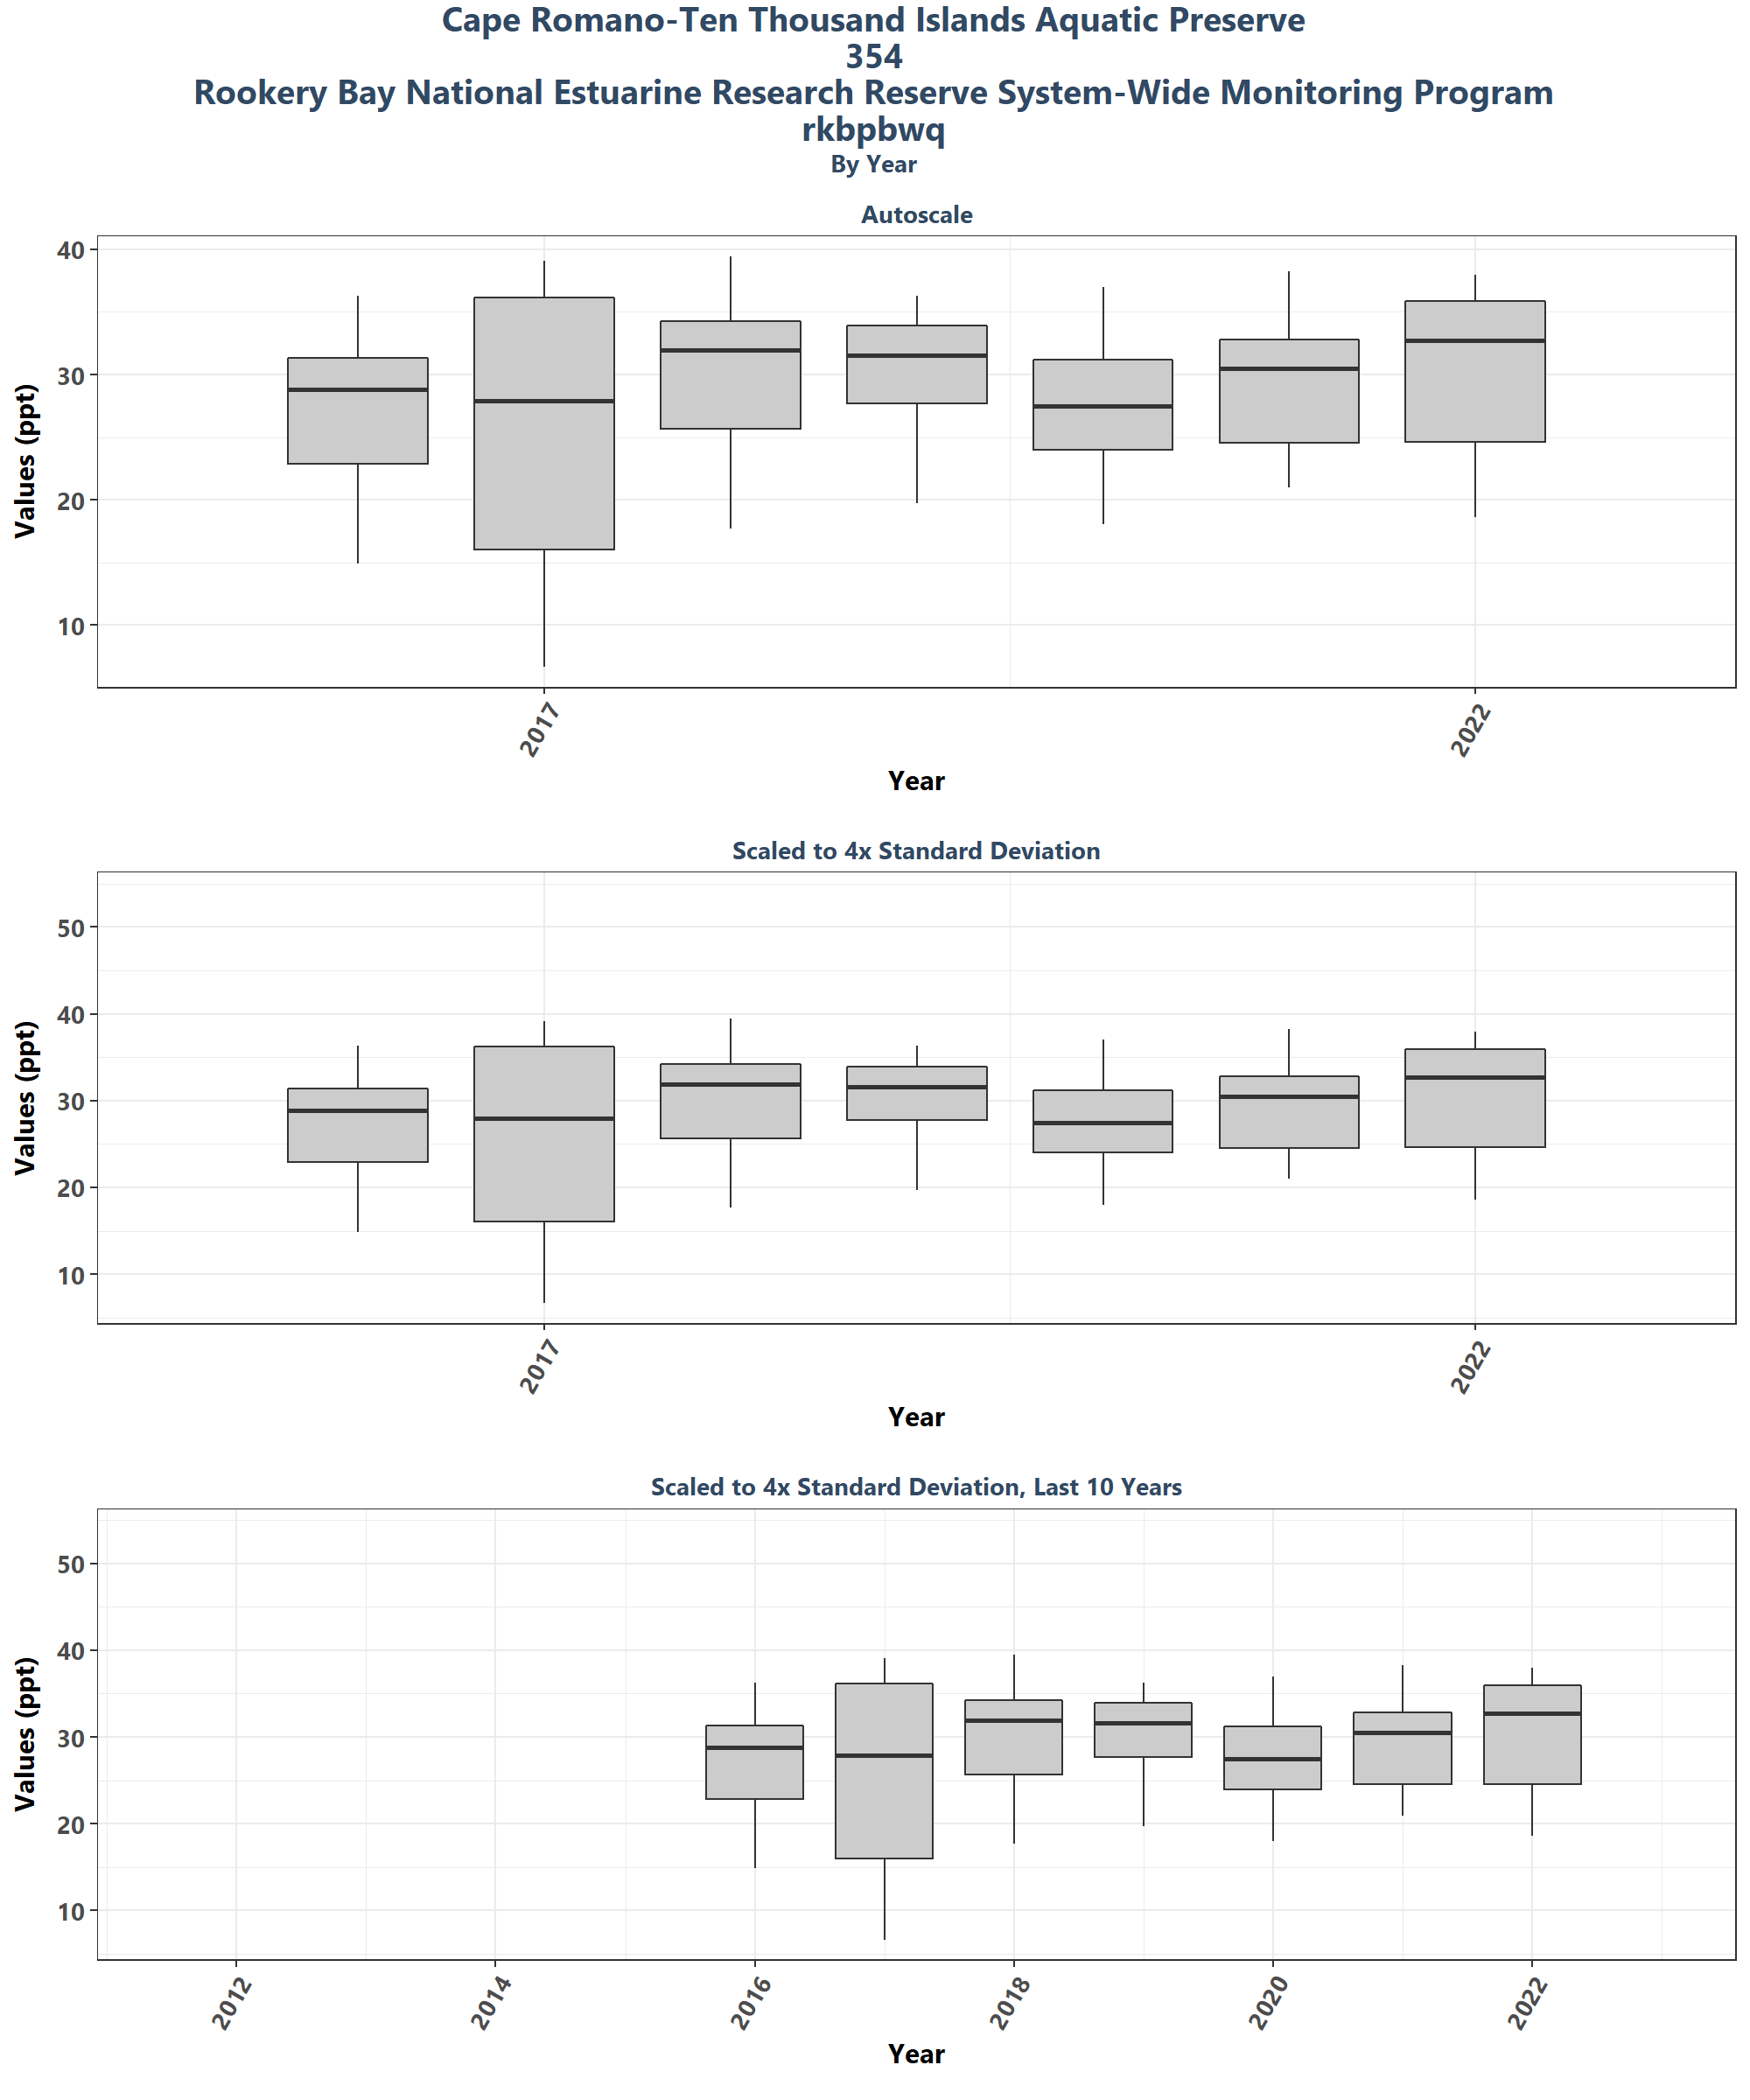 Cape Romano-Ten Thousand Islands Aquatic Preserve
354
Rookery Bay National Estuarine Research Reserve System-Wide Monitoring Program
rkbpbwq
By Year
Autoscale
Values (ppt)
40
30
20
10
2017
2022
Year
Scaled to 4x Standard Deviation
Values (ppt)
50
40
30
20
10
2017
2022
Year
Scaled to 4x Standard Deviation, Last 10 Years
Values (ppt)
50
40
30
20
10
2012
2014
2016
2018
2020
2022
Year